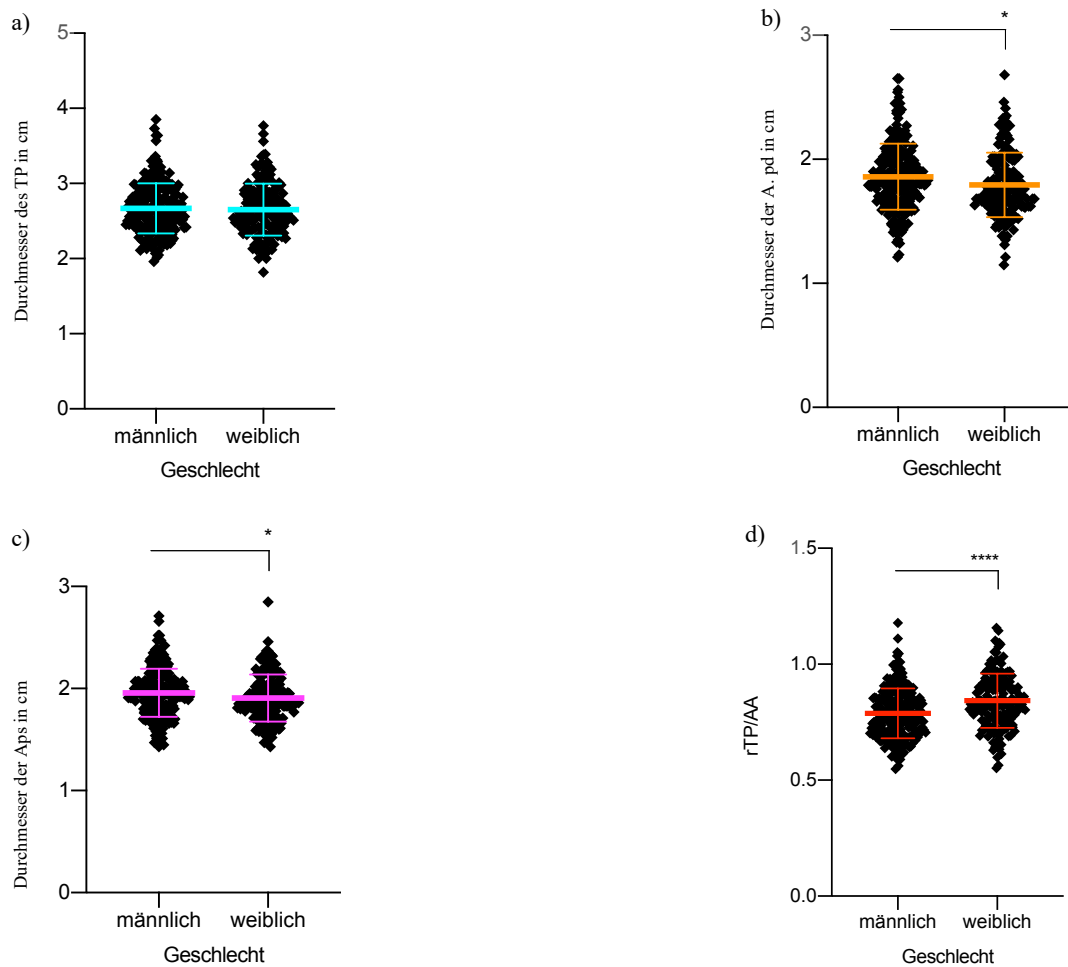 a)
Durchmesser des TP in cm
5
4
3
2
1
0
männlich
weiblich
Geschlecht
b)
*
Durchmesser der A. pd in cm
3
2
1
0
männlich
weiblich
Geschlecht
c)
*
Durchmesser der Aps in cm
3
2
1
0
männlich
weiblich
Geschlecht
d)
****
rTP/AA
1.5
1.0
0.5
0.0
männlich
weiblich
Geschlecht